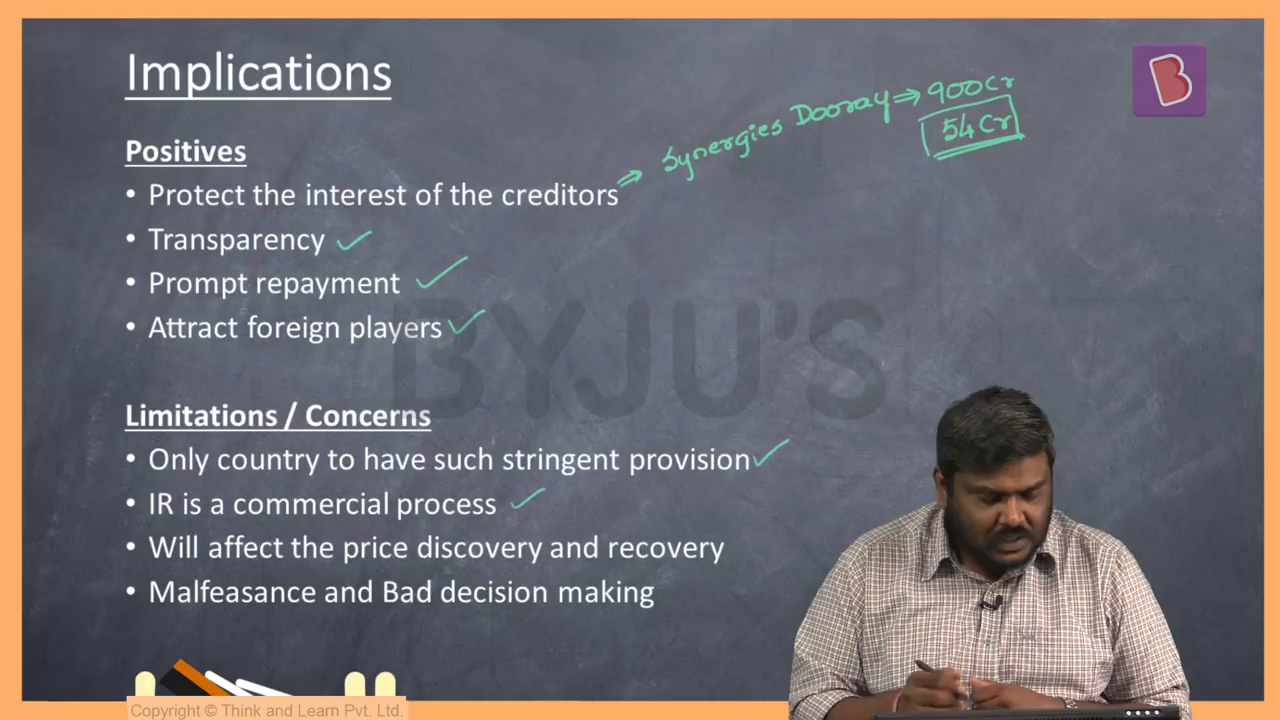 Implications
Synergies Dooray ⇒ 900Cr
54Cr
Positives
• Protect the interest of the creditors ⇒
• Transparency ✓
• Prompt repayment ✓
• Attract foreign players ✓
BYJU'S
Limitations / Concerns
• Only country to have such stringent provision ✓
• IR is a commercial process ✓
• Will affect the price discovery and recovery
• Malfeasance and Bad decision making
Copyright © Think and Learn Pvt. Ltd.
B